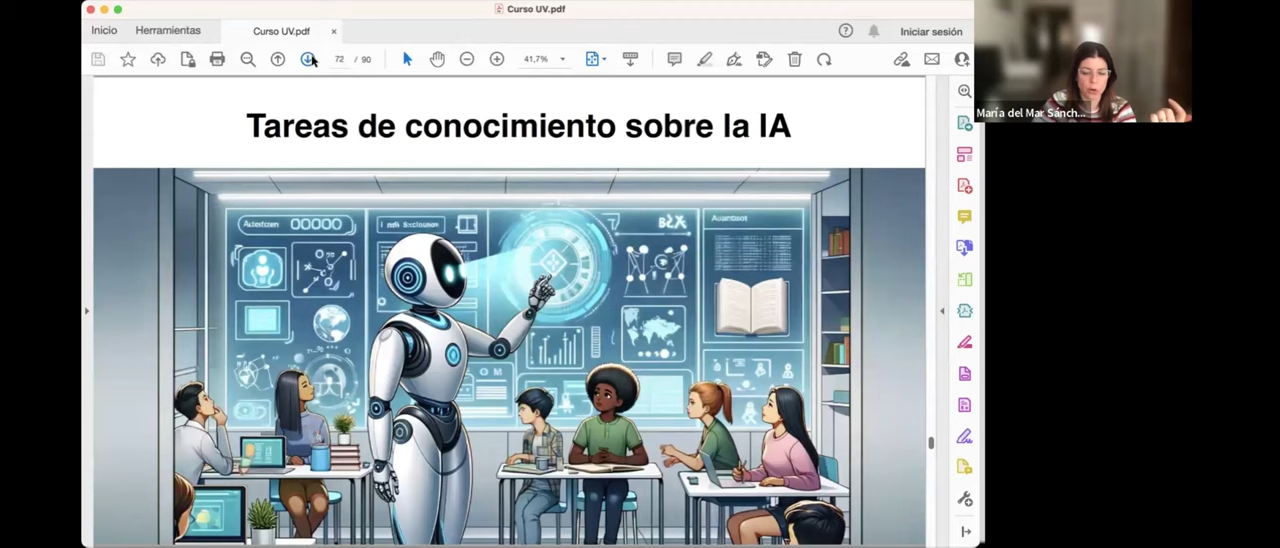 Curso UV.pdf
Inicio
Herramientas
Curso UV.pdf
Iniciar sesión
72 / 90
41,7%
María del Mar Sánch...
Tareas de conocimiento sobre la IA